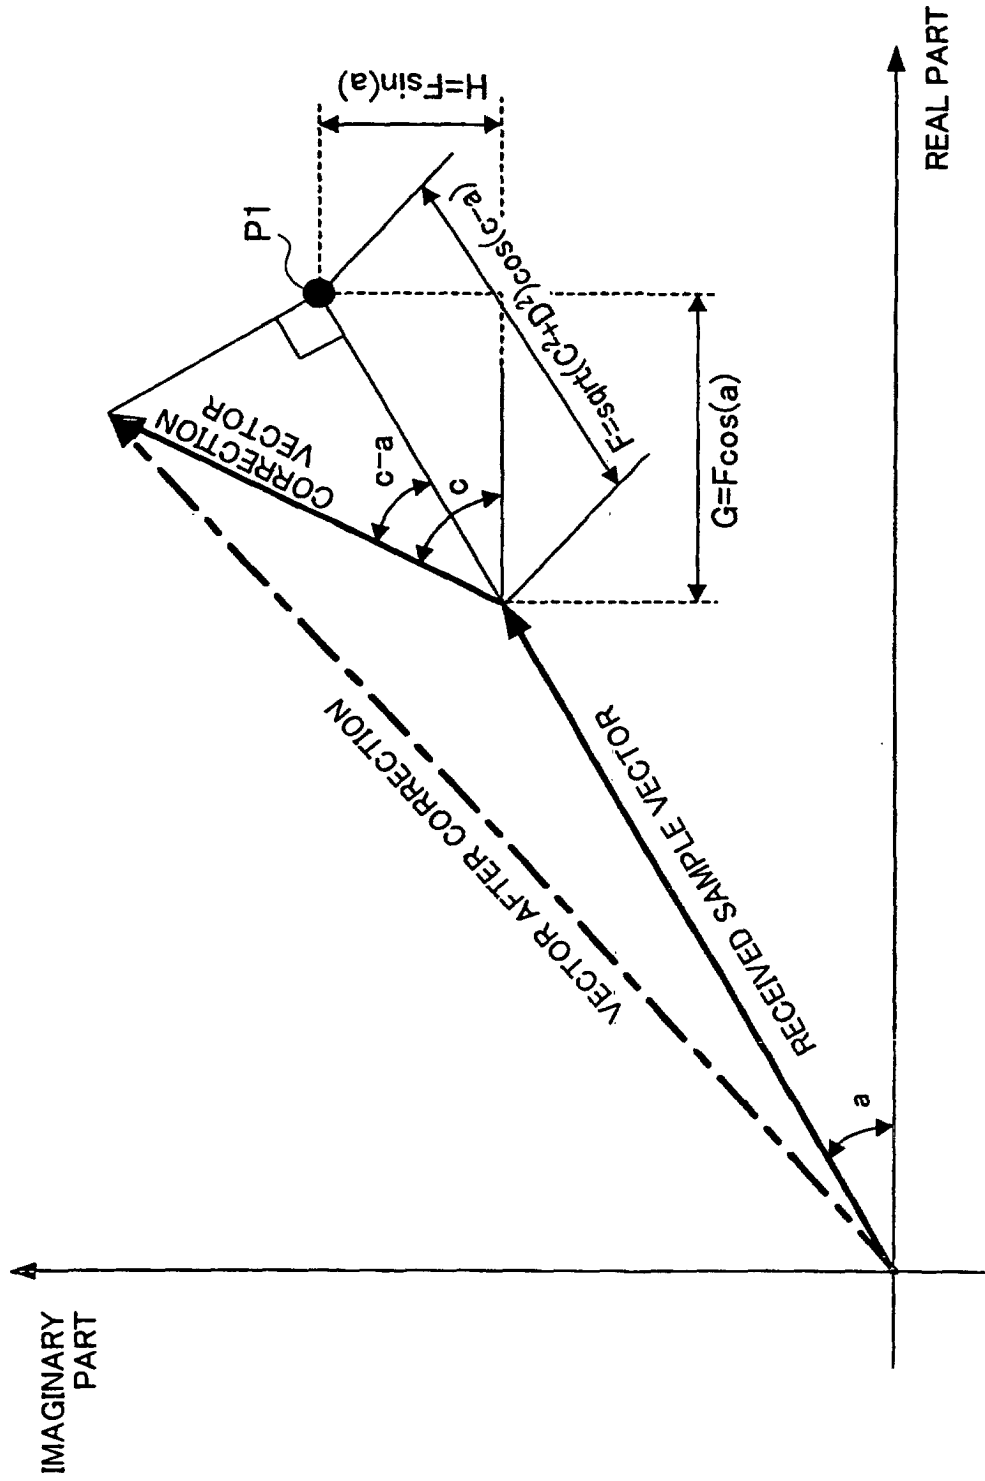 IMAGINARY
PART
P1
H=Fsin(a)
CORRECTION
VECTOR
c-a
c
F=sqrt(C²+D²)cos(c-a)
G=Fcos(a)
VECTOR AFTER CORRECTION
RECEIVED SAMPLE VECTOR
a
REAL PART